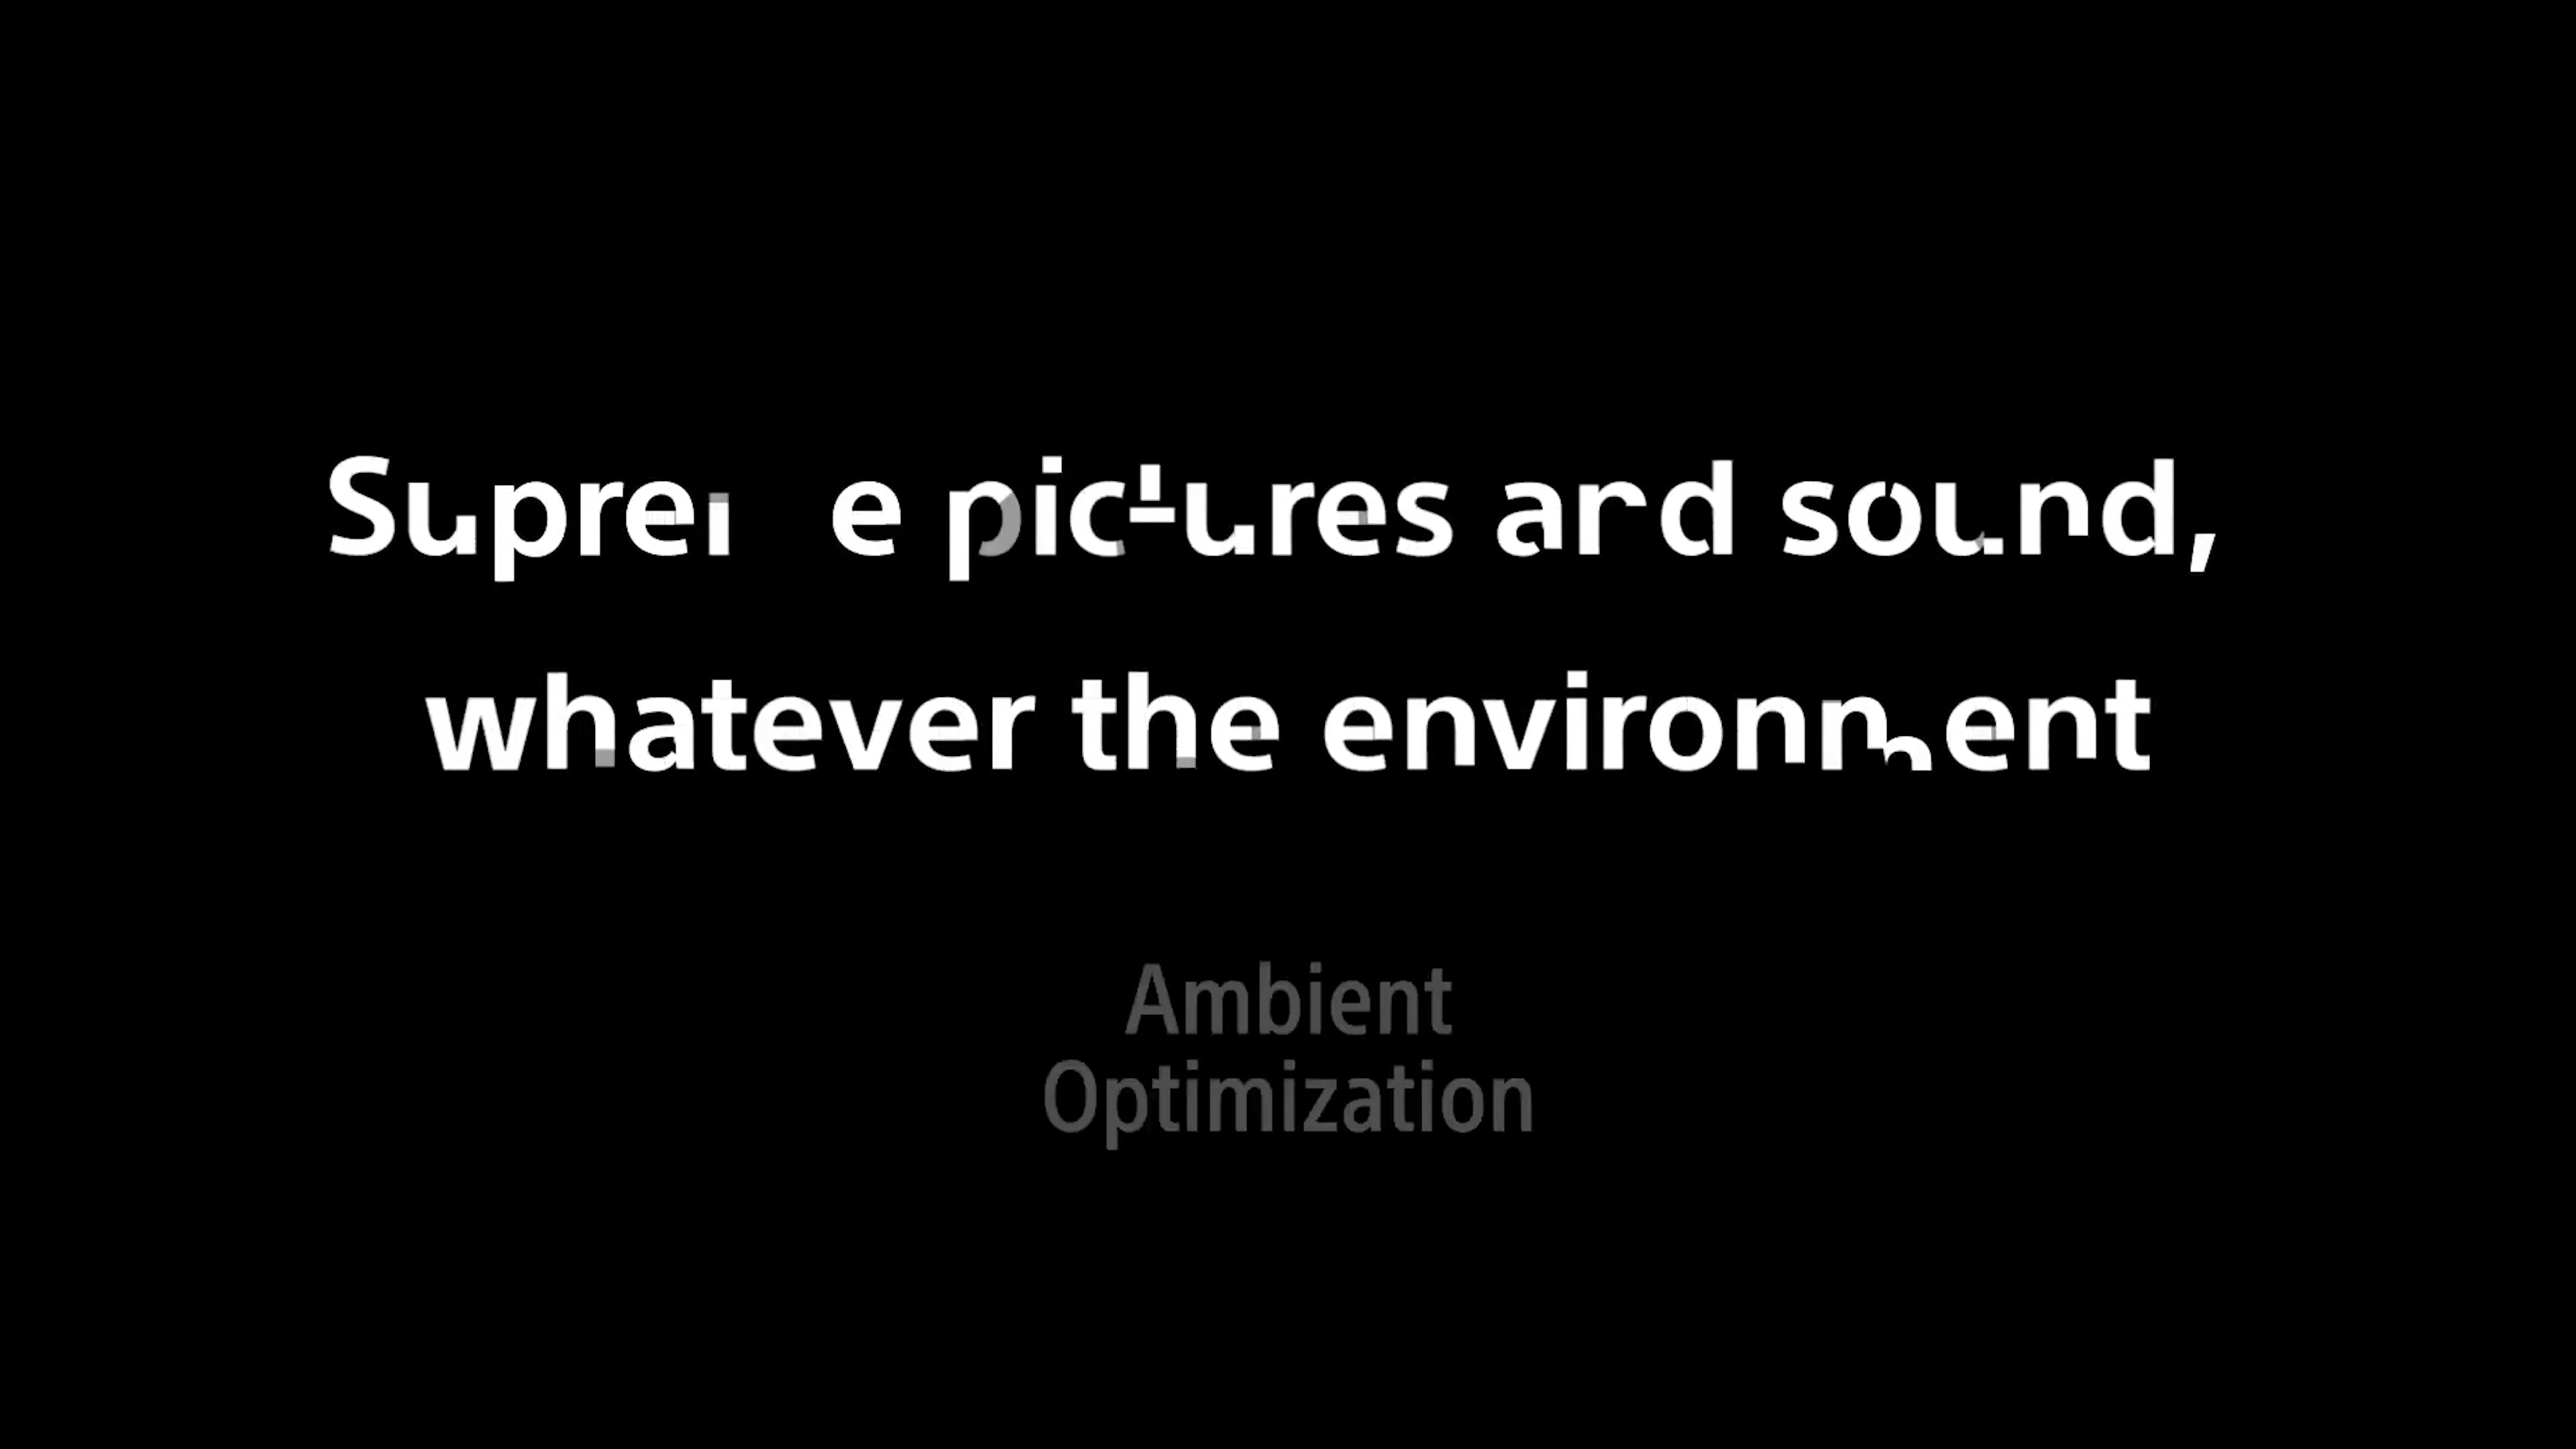 Supreme pictures and sound,
whatever the environment
Ambient
Optimization